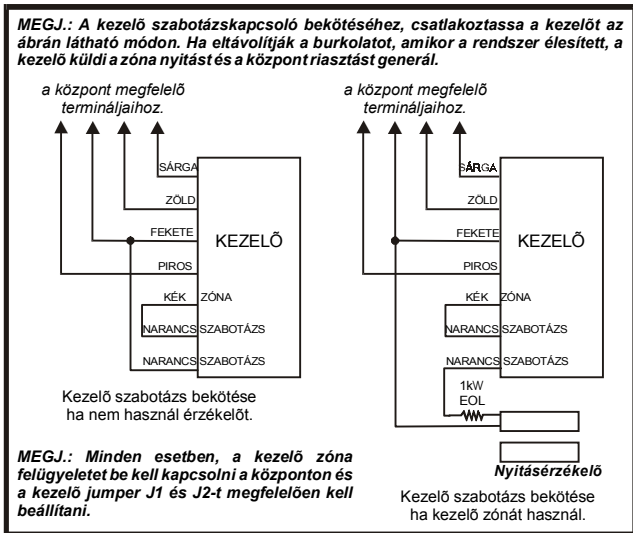 MEGJ.: A kezelõ szabotázskapcsoló bekötéséhez, csatlakoztassa a kezelõt az
ábrán látható módon. Ha eltávolítják a burkolatot, amikor a rendszer élesített, a
kezelõ küldi a zóna nyitást és a központ riasztást generál.
a központ megfelelõ
termináljaihoz.
SÁRGA
ZÖLD
FEKETE
KEZELÕ
PIROS
KÉK ZÓNA
NARANCS SZABOTÁZS
NARANCS SZABOTÁZS
Kezelõ szabotázs bekötése
ha nem használ érzékelõt.
MEGJ.: Minden esetben, a kezelõ zóna
felügyeletet be kell kapcsolni a központon és
a kezelõ jumper J1 és J2-t megfelelõen kell
beállítani.
a központ megfelelõ
termináljaihoz.
SÁRGA
ZÖLD
FEKETE
KEZELÕ
PIROS
KÉK ZÓNA
NARANCS SZABOTÁZS
NARANCS SZABOTÁZS
1kW
EOL
Nyitásérzékelõ
Kezelõ szabotázs bekötése
ha kezelõ zónát használ.